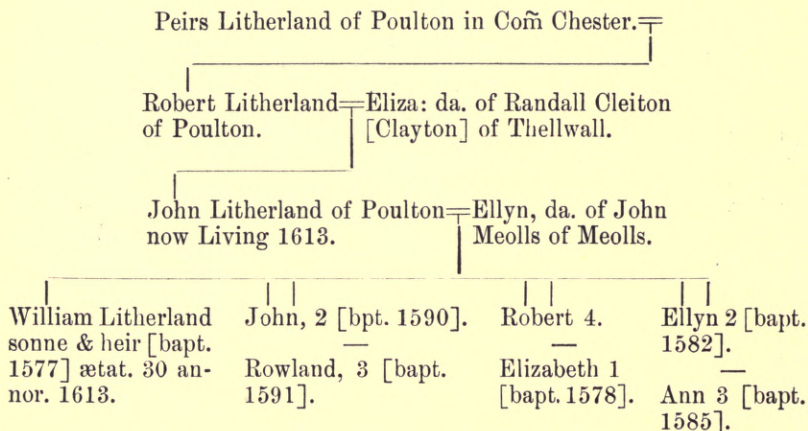 Peirs Litherland of Poulton in Com̃ Chester.
Robert Litherland
of Poulton.
Eliza: da. of Randall Cleiton
[Clayton] of Thellwall.
John Litherland of Poulton
now Living 1613.
Ellyn, da. of John
Meolls of Meolls.
William Litherland
sonne & heir [bapt.
1577] ætat. 30 an-
nor. 1613.
John, 2 [bpt. 1590].
—
Rowland, 3 [bapt.
1591].
Robert 4.
—
Elizabeth 1
[bapt. 1578].
Ellyn 2 [bapt.
1582].
—
Ann 3 [bapt.
1585].